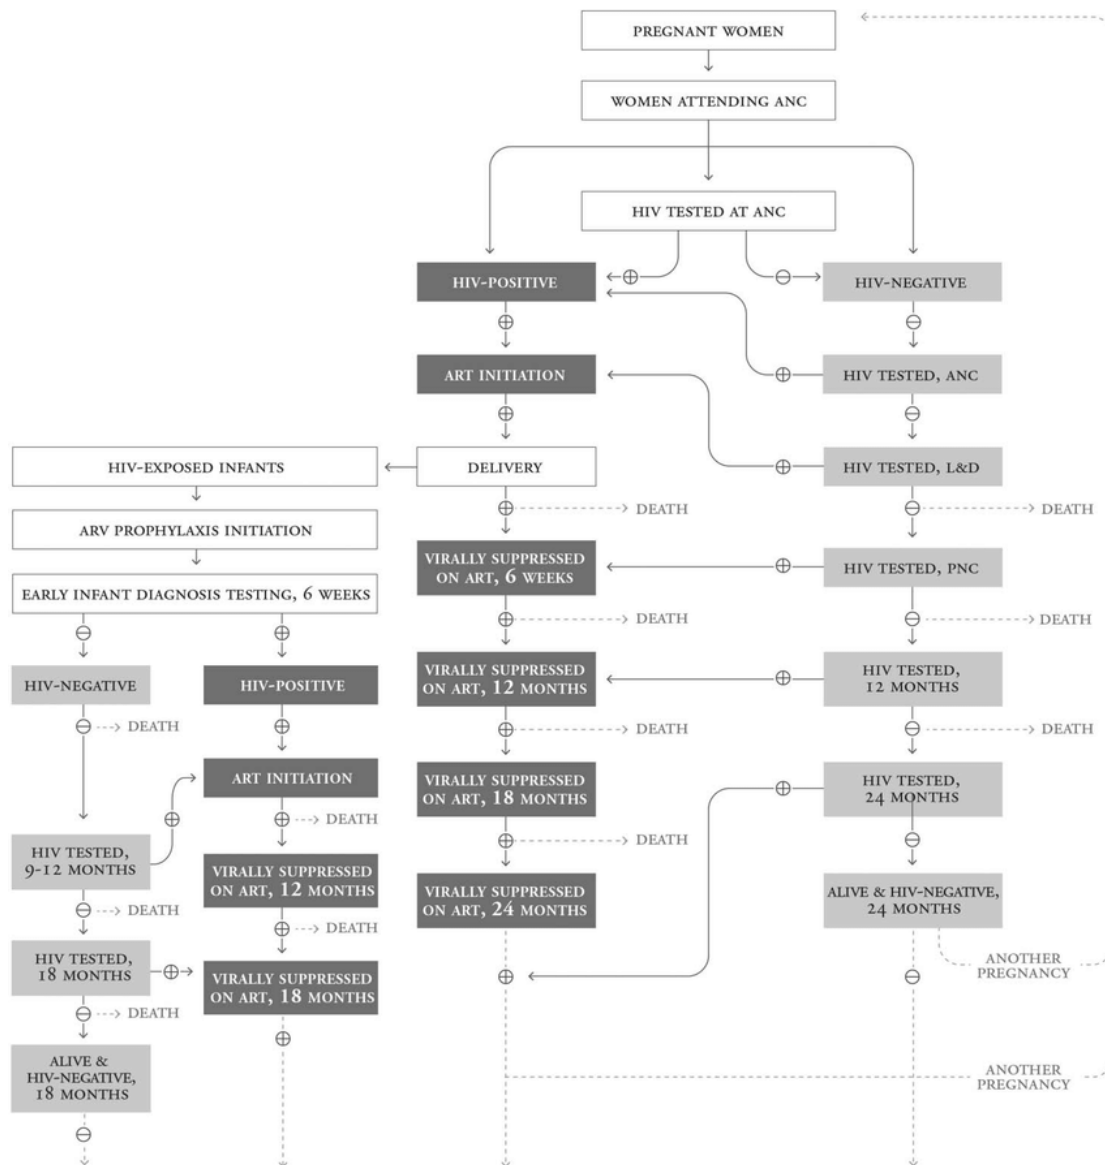 PREGNANT WOMEN
WOMEN ATTENDING ANC
HIV TESTED AT ANC
HIV-POSITIVE
HIV-NEGATIVE
ART INITIATION
HIV TESTED, ANC
HIV-EXPOSED INFANTS
DELIVERY
HIV TESTED, L&D
DEATH
DEATH
ARV PROPHYLAXIS INITIATION
VIRALLY SUPPRESSED
ON ART, 6 WEEKS
HIV TESTED, PNC
EARLY INFANT DIAGNOSIS TESTING, 6 WEEKS
DEATH
DEATH
HIV-NEGATIVE
HIV-POSITIVE
VIRALLY SUPPRESSED
ON ART, 12 MONTHS
HIV TESTED,
12 MONTHS
DEATH
DEATH
DEATH
ART INITIATION
VIRALLY SUPPRESSED
ON ART, 18 MONTHS
HIV TESTED,
24 MONTHS
DEATH
DEATH
HIV TESTED,
9-12 MONTHS
VIRALLY SUPPRESSED
ON ART, 12 MONTHS
VIRALLY SUPPRESSED
ON ART, 24 MONTHS
ALIVE & HIV-NEGATIVE,
24 MONTHS
DEATH
DEATH
HIV TESTED,
18 MONTHS
VIRALLY SUPPRESSED
ON ART, 18 MONTHS
ANOTHER
PREGNANCY
DEATH
ALIVE &
HIV-NEGATIVE,
18 MONTHS
ANOTHER
PREGNANCY